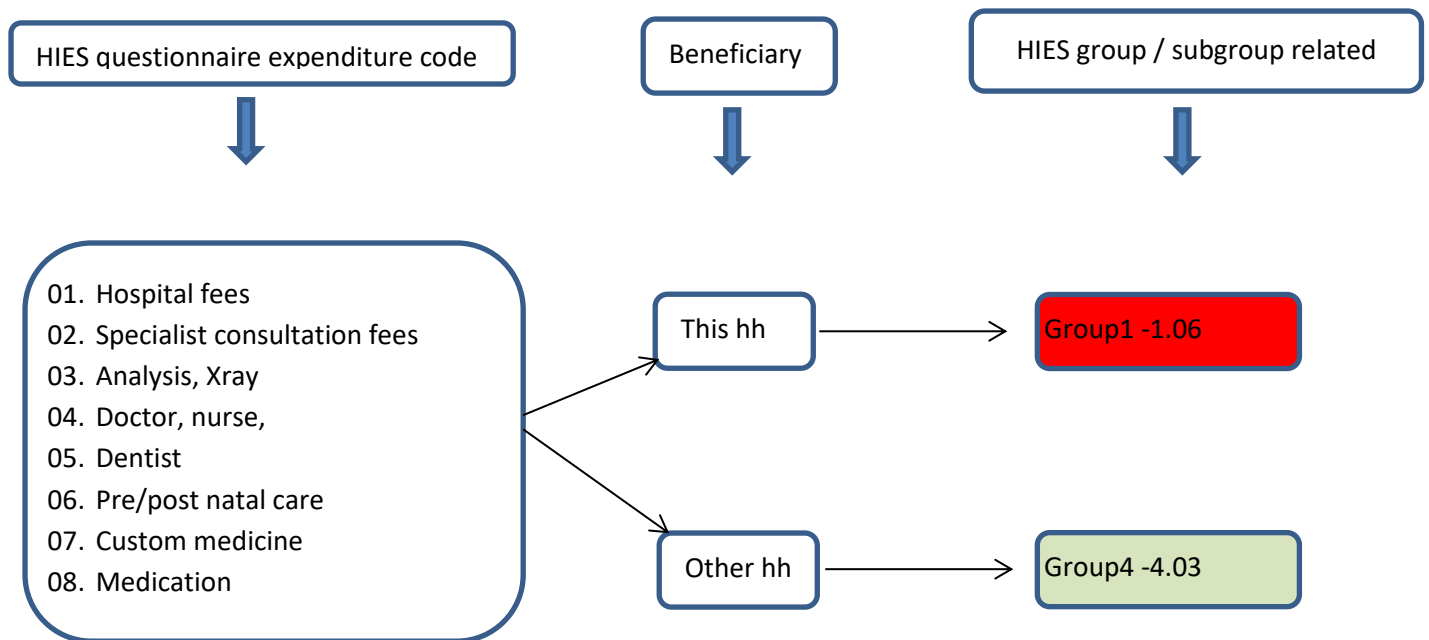 HIES questionnaire expenditure code
Beneficiary
HIES group / subgroup related
01. Hospital fees
02. Specialist consultation fees
03. Analysis, Xray
04. Doctor, nurse,
05. Dentist
06. Pre/post natal care
07. Custom medicine
08. Medication
This hh
Group1 -1.06
Other hh
Group4 -4.03